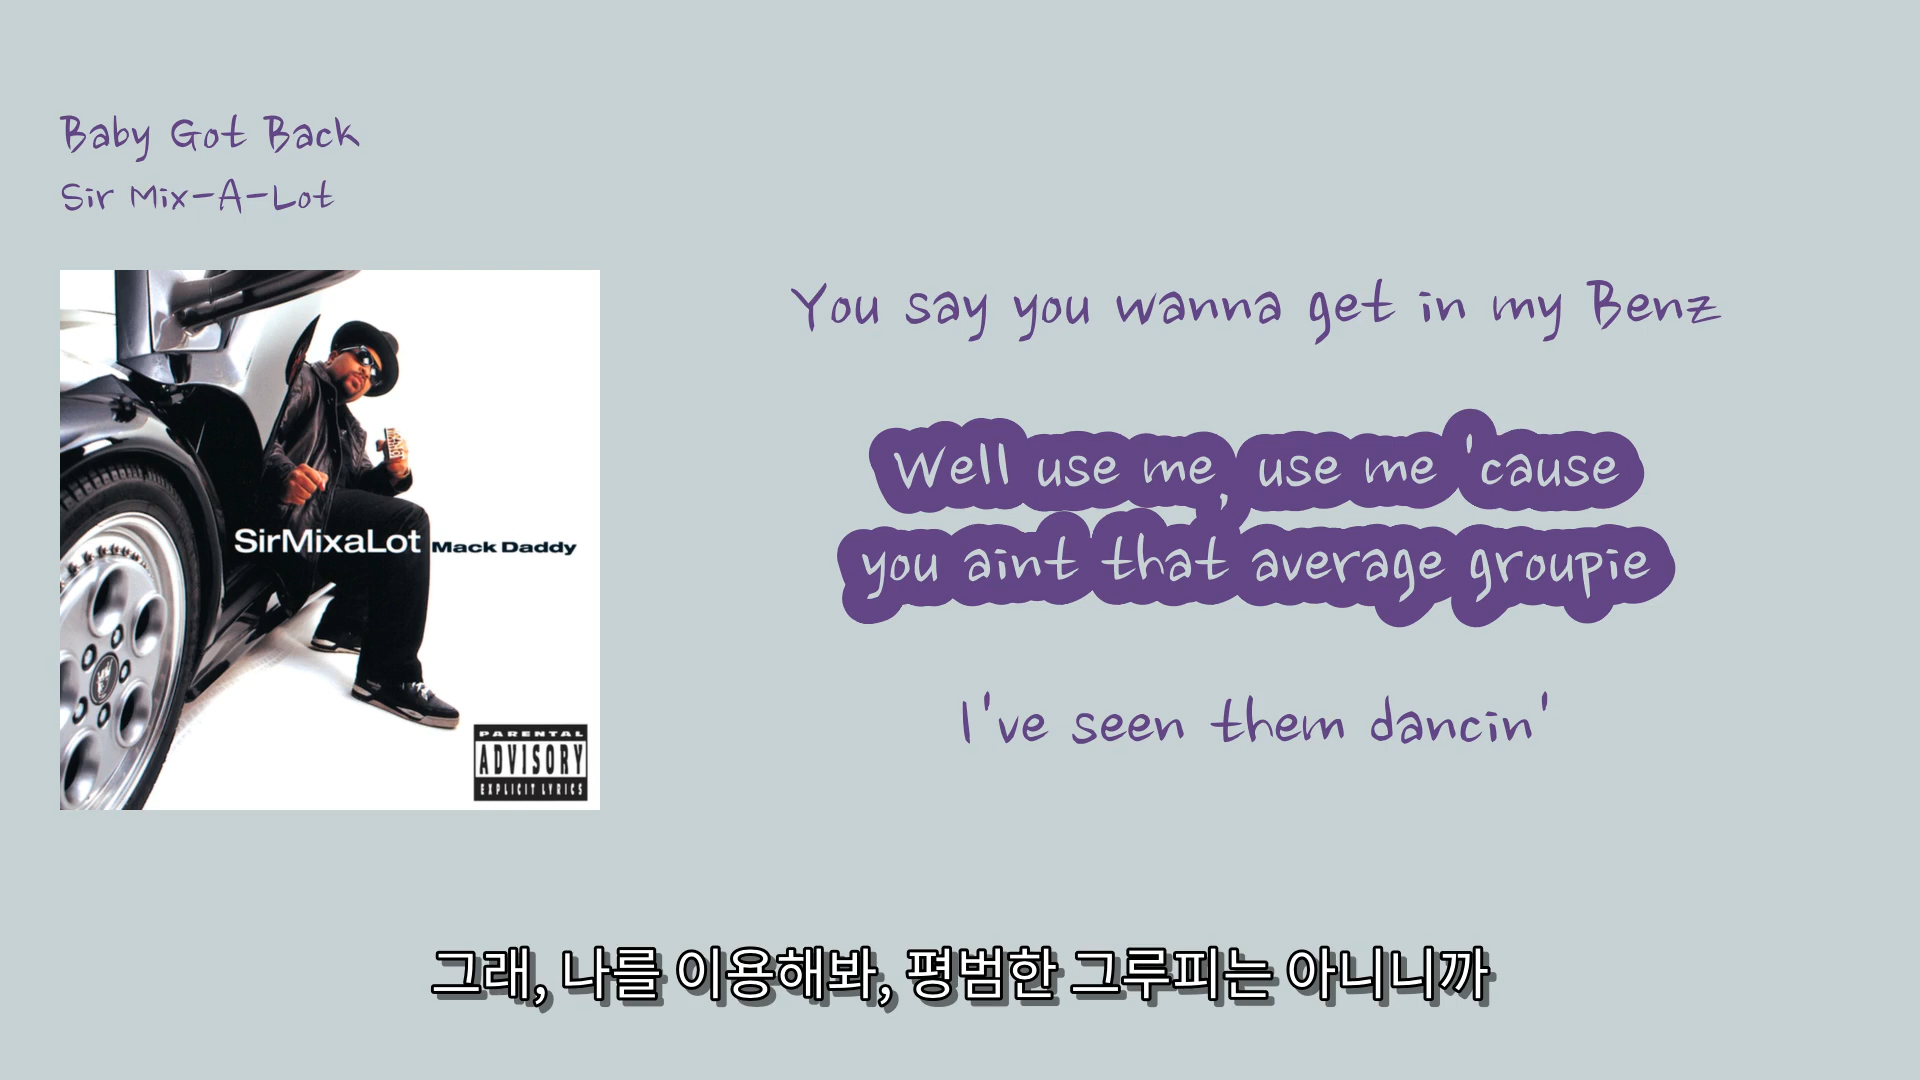 Baby Got Back
Sir Mix-A-Lot
You say you wanna get in my Benz
Well use me, use me 'cause
you aint that average groupie
I've seen them dancin'
SirMixaLot Mack Daddy
PARENTAL
ADVISORY
EXPLICIT LYRICS
그래, 나를 이용해봐, 평범한 그루피는 아니니까